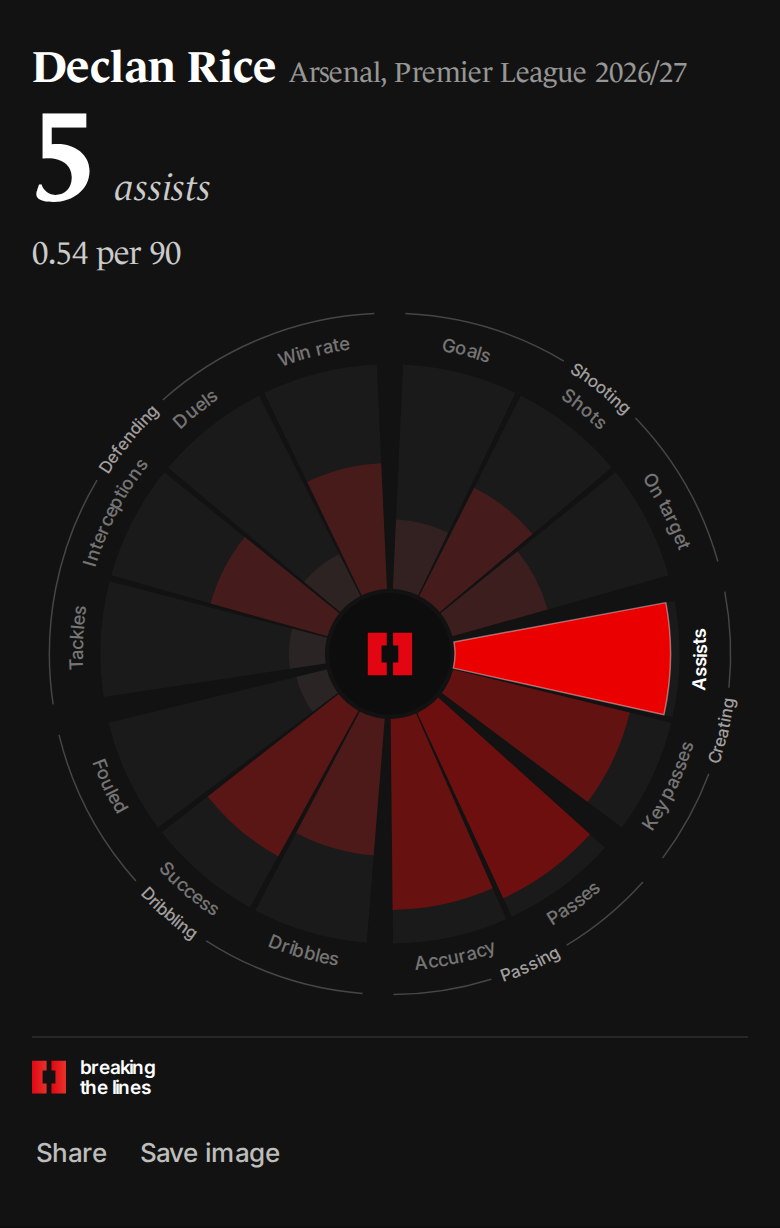 Declan Rice Arsenal, Premier League 2026/27
5 assists
0.54 per 90
Win rate
Goals
Shooting
Shots
Duels
Defending
Interceptions
On target
Tackles
Assists
Creating
Key passes
Fouled
Success
Dribbling
Dribbles
Accuracy
Passing
Passes
breaking
the lines
Share Save image